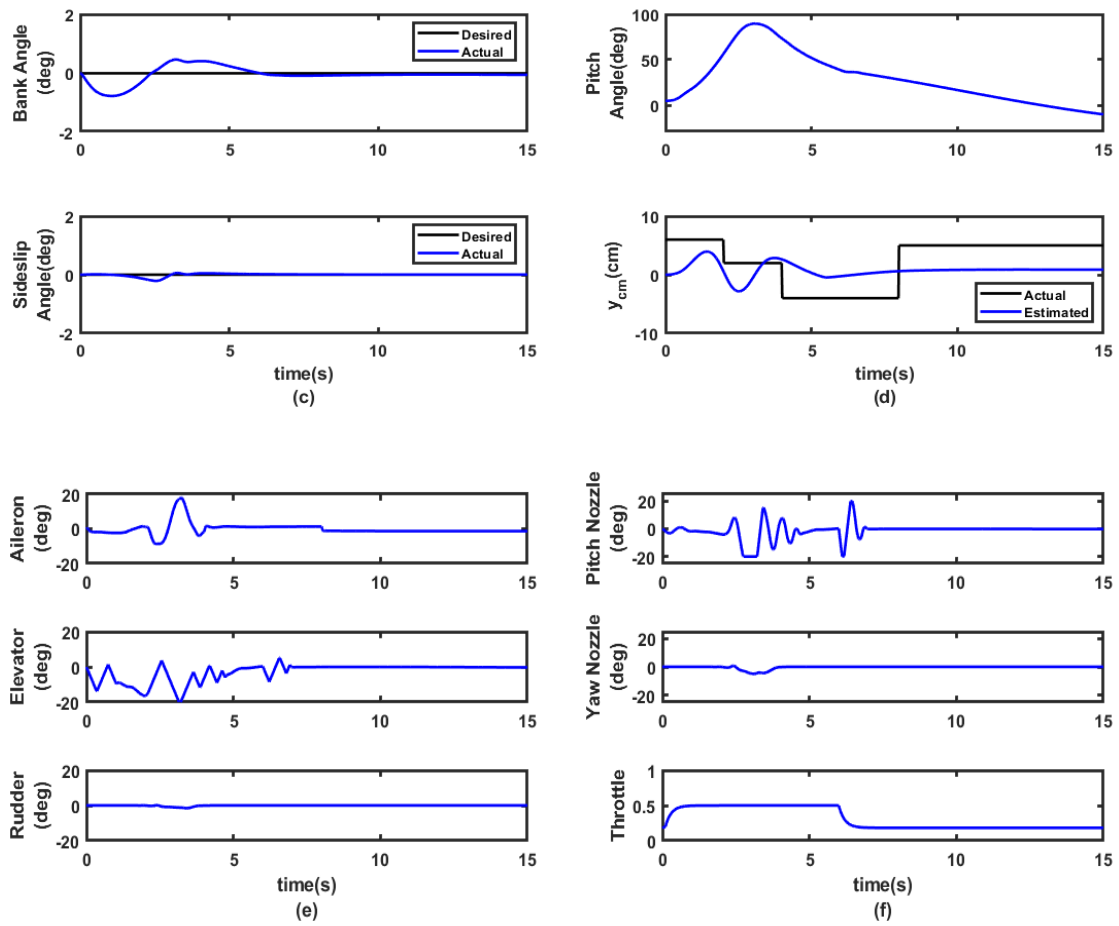 2
0
-2
0
5
10
15
Bank Angle
(deg)
Desired
Actual
100
50
0
0
5
10
15
Pitch
Angle(deg)
2
0
-2
0
5
10
15
Sideslip
Angle(deg)
Desired
Actual
time(s)
(c)
10
0
-10
0
5
10
15
y_cm(cm)
Actual
Estimated
time(s)
(d)
20
0
-20
0
5
10
15
Aileron
(deg)
20
0
-20
0
5
10
15
Pitch Nozzle
(deg)
20
0
-20
0
5
10
15
Elevator
(deg)
20
0
-20
0
5
10
15
Yaw Nozzle
(deg)
20
0
-20
0
5
10
15
Rudder
(deg)
time(s)
(e)
1
0.5
0
0
5
10
15
Throttle
time(s)
(f)